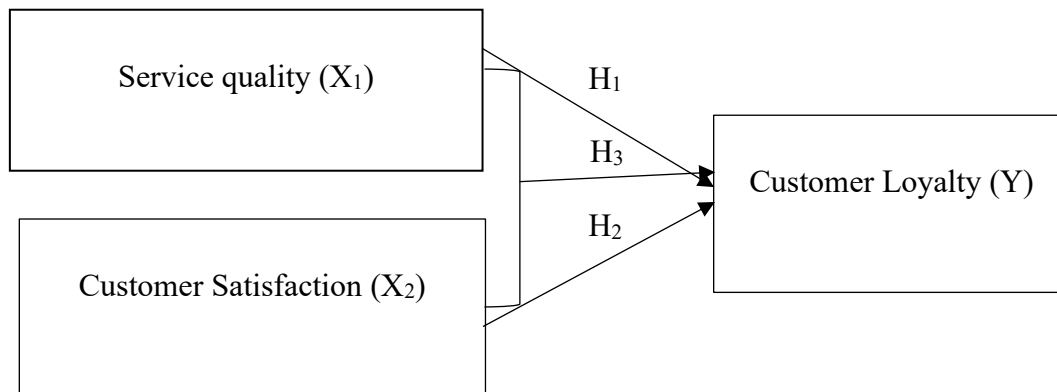 Service quality (X₁)
H₁
H₃
Customer Loyalty (Y)
H₂
Customer Satisfaction (X₂)